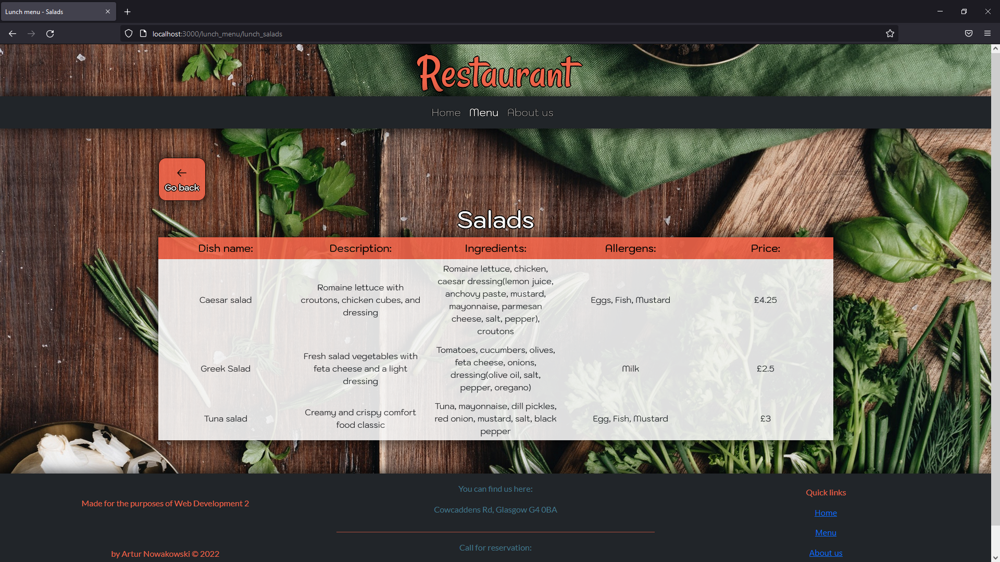 Lunch menu - Salads
localhost:3000/lunch_menu/lunch_salads
Restaurant
Home Menu About us
Go back
Salads
Dish name: Description: Ingredients: Allergens: Price:
Caesar salad
Romaine lettuce with
croutons, chicken cubes, and
dressing
Romaine lettuce, chicken,
caesar dressing(lemon juice,
anchovy paste, mustard,
mayonnaise, parmesan
cheese, salt, pepper),
croutons
Eggs, Fish, Mustard
£4.25
Greek Salad
Fresh salad vegetables with
feta cheese and a light
dressing
Tomatoes, cucumbers, olives,
feta cheese, onions,
dressing(olive oil, salt,
pepper, oregano)
Milk
£2.5
Tuna salad
Creamy and crispy comfort
food classic
Tuna, mayonnaise, dill pickles,
red onion, mustard, salt, black
pepper
Egg, Fish, Mustard
£3
Made for the purposes of Web Development 2
by Artur Nowakowski © 2022
You can find us here:
Cowcaddens Rd, Glasgow G4 0BA
Call for reservation:
Quick links
Home
Menu
About us